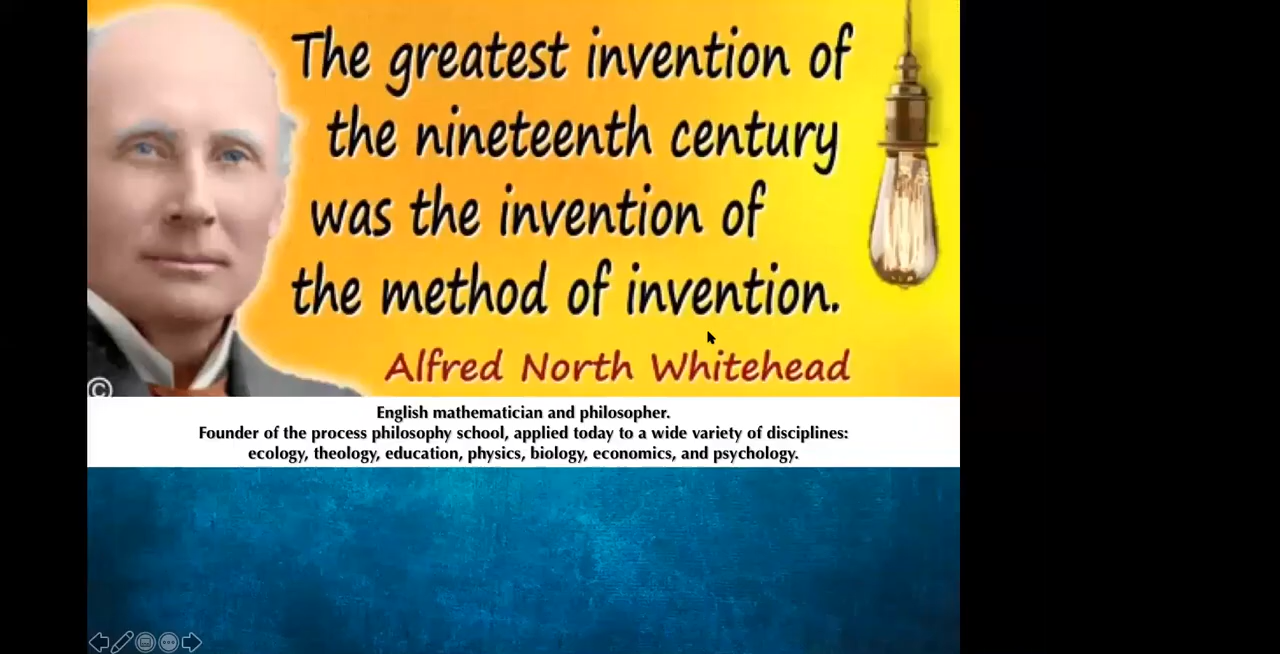 The greatest invention of
the nineteenth century
was the invention of
the method of invention.
Alfred North Whitehead
©
English mathematician and philosopher.
Founder of the process philosophy school, applied today to a wide variety of disciplines:
ecology, theology, education, physics, biology, economics, and psychology.